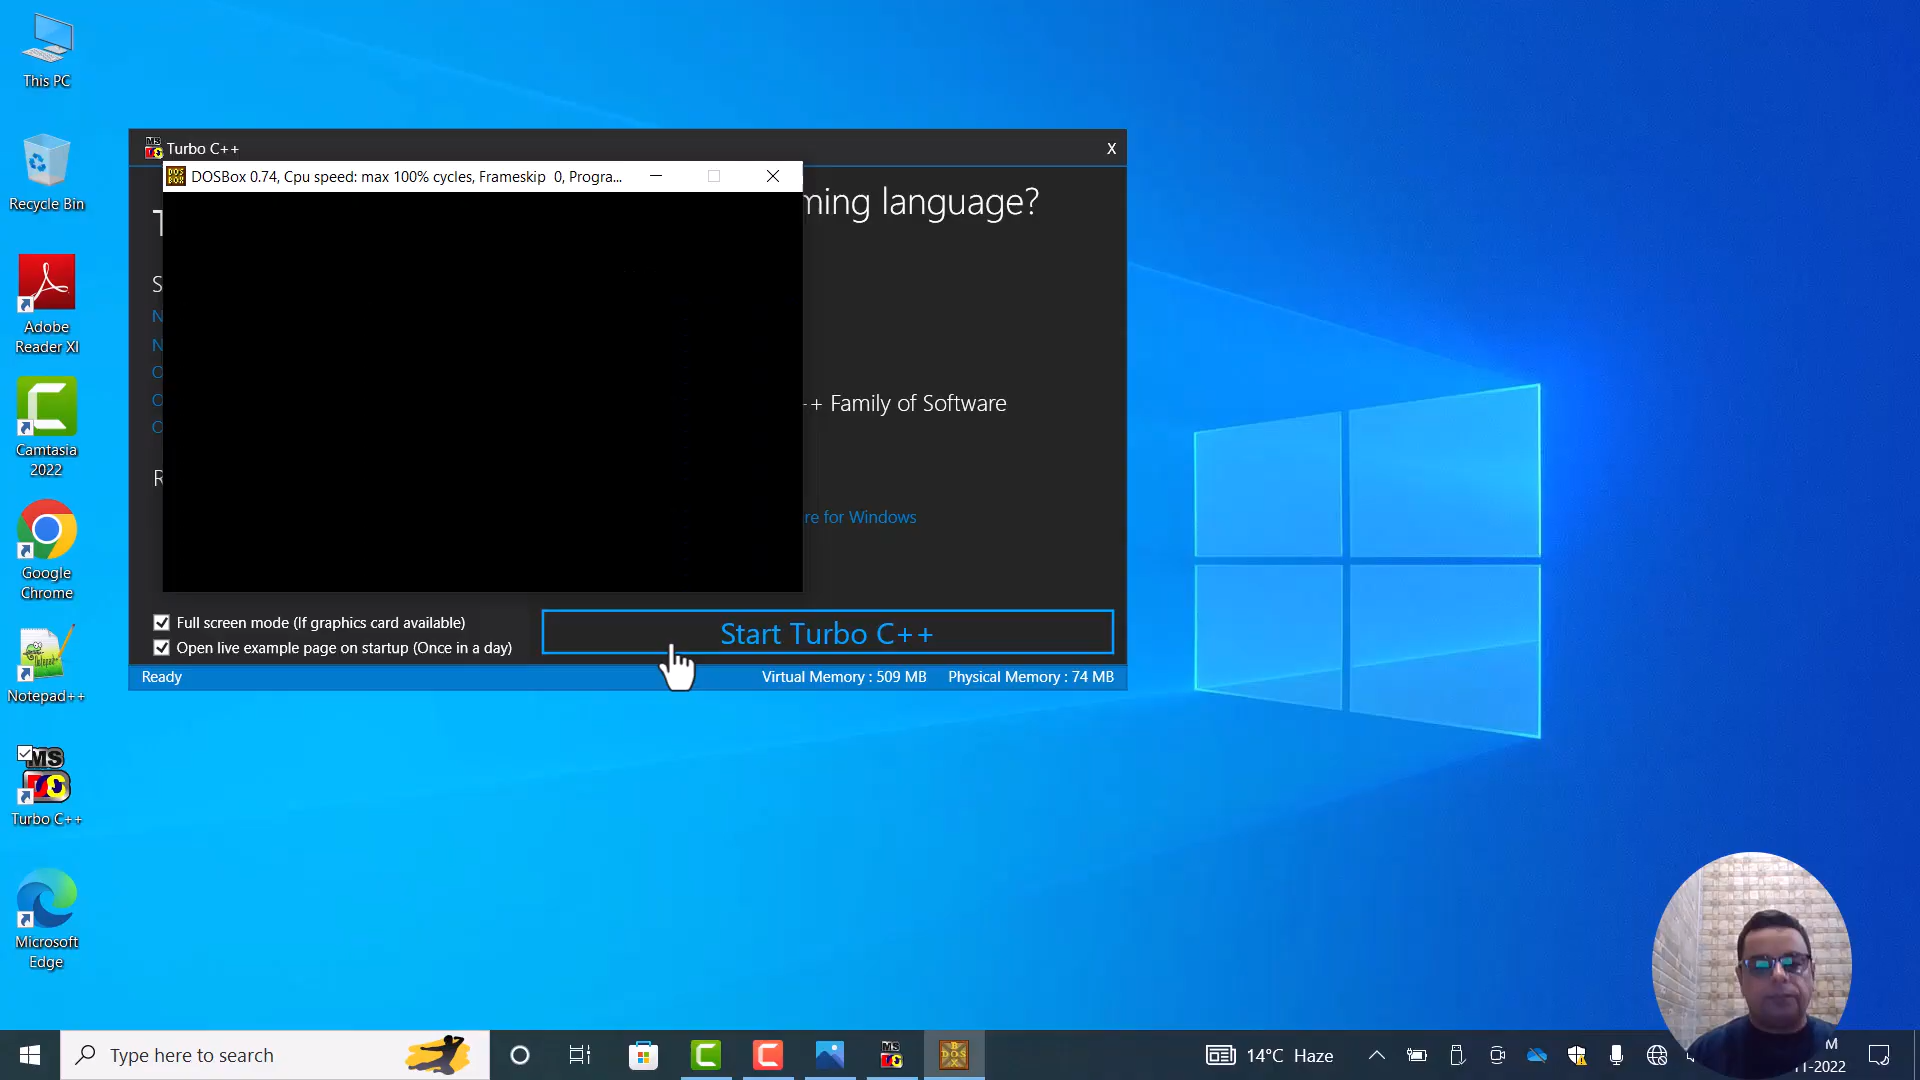 This PC
Recycle Bin
Adobe
Reader XI
Camtasia
2022
Google
Chrome
Notepad++
MS
Turbo C++
Microsoft
Edge
Turbo C++
X
DOSBox 0.74, Cpu speed: max 100% cycles, Frameskip 0, Progra...
ming language?
T
S
N
N
O
O
O
++ Family of Software
R
re for Windows
Full screen mode (If graphics card available)
Open live example page on startup (Once in a day)
Start Turbo C++
Ready
Virtual Memory : 509 MB
Physical Memory : 74 MB
Type here to search
14°C Haze
M
11-2022